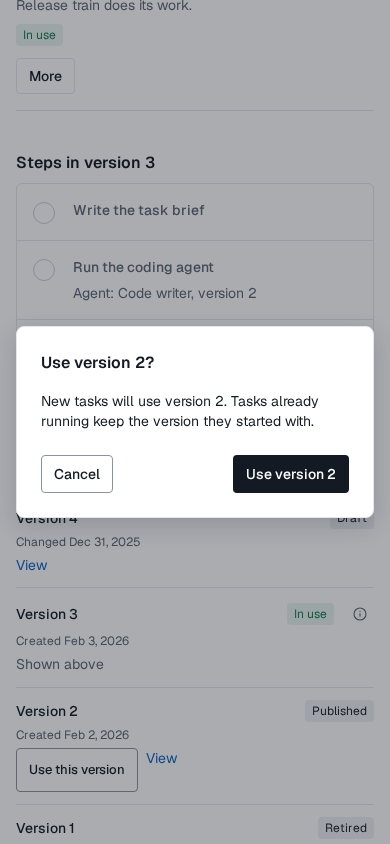 Release train does its work.
In use
More
Steps in version 3
Write the task brief
Run the coding agent
Agent: Code writer, version 2
Use version 2?
New tasks will use version 2. Tasks already
running keep the version they started with.
Cancel
Use version 2
Version 4
Draft
Changed Dec 31, 2025
View
Version 3
In use
Created Feb 3, 2026
Shown above
Version 2
Published
Created Feb 2, 2026
Use this version
View
Version 1
Retired